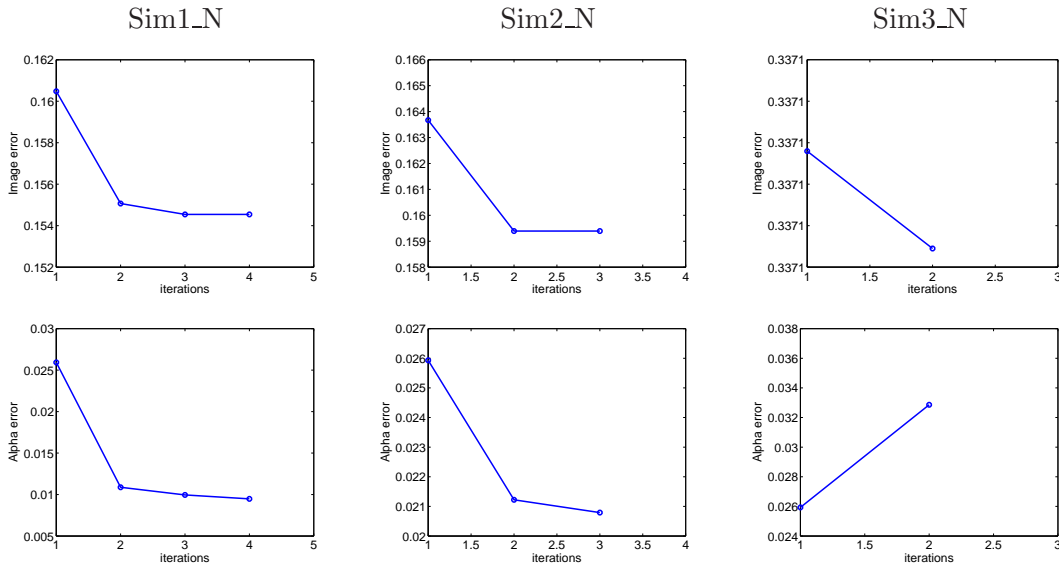 Sim1_N
Sim2_N
Sim3_N
0.162
0.16
0.158
0.156
0.154
0.152
Image error
1 2 3 4 5
iterations
0.166
0.165
0.164
0.163
0.162
0.161
0.16
0.159
0.158
Image error
1 1.5 2 2.5 3 3.5 4
iterations
0.3371
0.3371
0.3371
0.3371
0.3371
0.3371
Image error
1 1.5 2 2.5 3
iterations
0.03
0.025
0.02
0.015
0.01
0.005
Alpha error
1 2 3 4 5
iterations
0.027
0.026
0.025
0.024
0.023
0.022
0.021
0.02
Alpha error
1 1.5 2 2.5 3 3.5 4
iterations
0.038
0.036
0.034
0.032
0.03
0.028
0.026
0.024
Alpha error
1 1.5 2 2.5 3
iterations